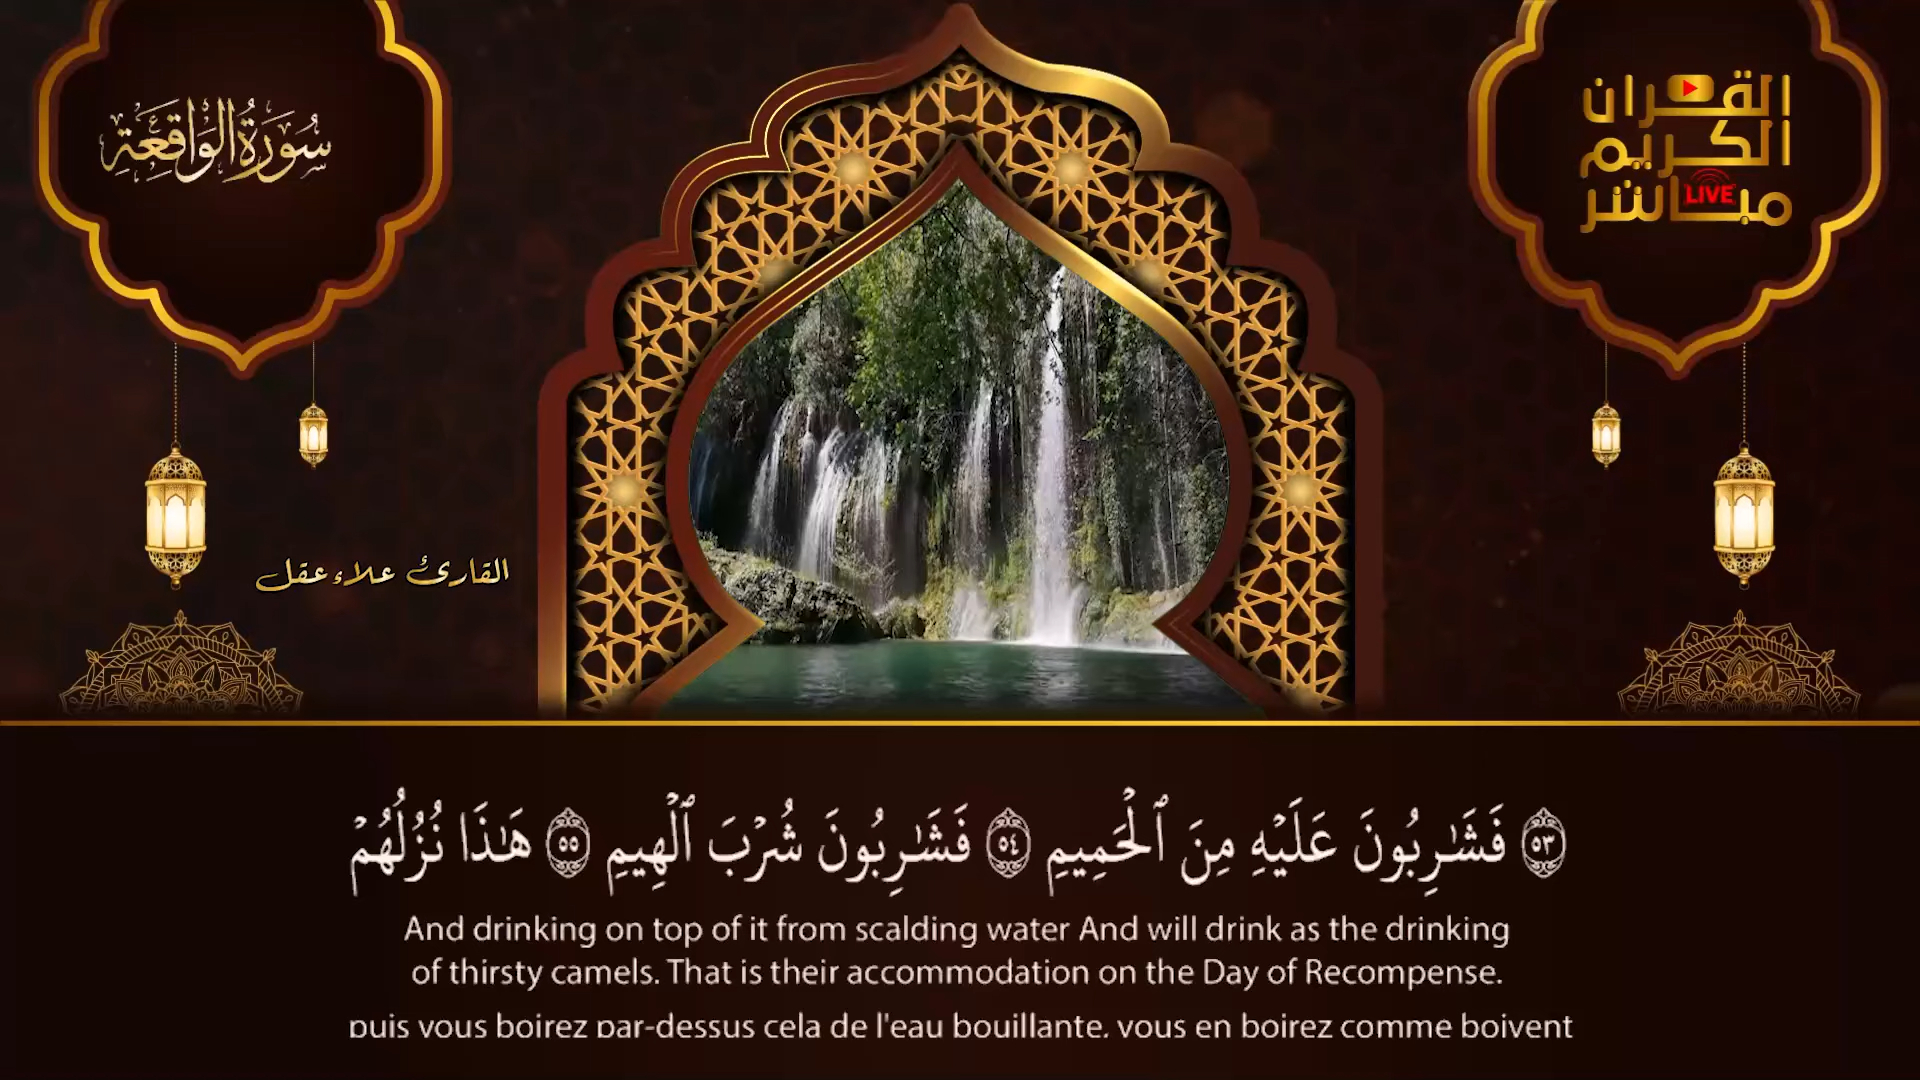 سُورَةُ الوَاقِعَةِ
القران
الكريم
مباشر
LIVE
القارئ علاء عقل
٥٣ فَشَٰرِبُونَ عَلَيْهِ مِنَ ٱلْحَمِيمِ ٥٤ فَشَٰرِبُونَ شُرْبَ ٱلْهِيمِ ٥٥ هَٰذَا نُزُلُهُمْ
And drinking on top of it from scalding water And will drink as the drinking
of thirsty camels. That is their accommodation on the Day of Recompense.
puis vous boirez par-dessus cela de l'eau bouillante, vous en boirez comme boivent